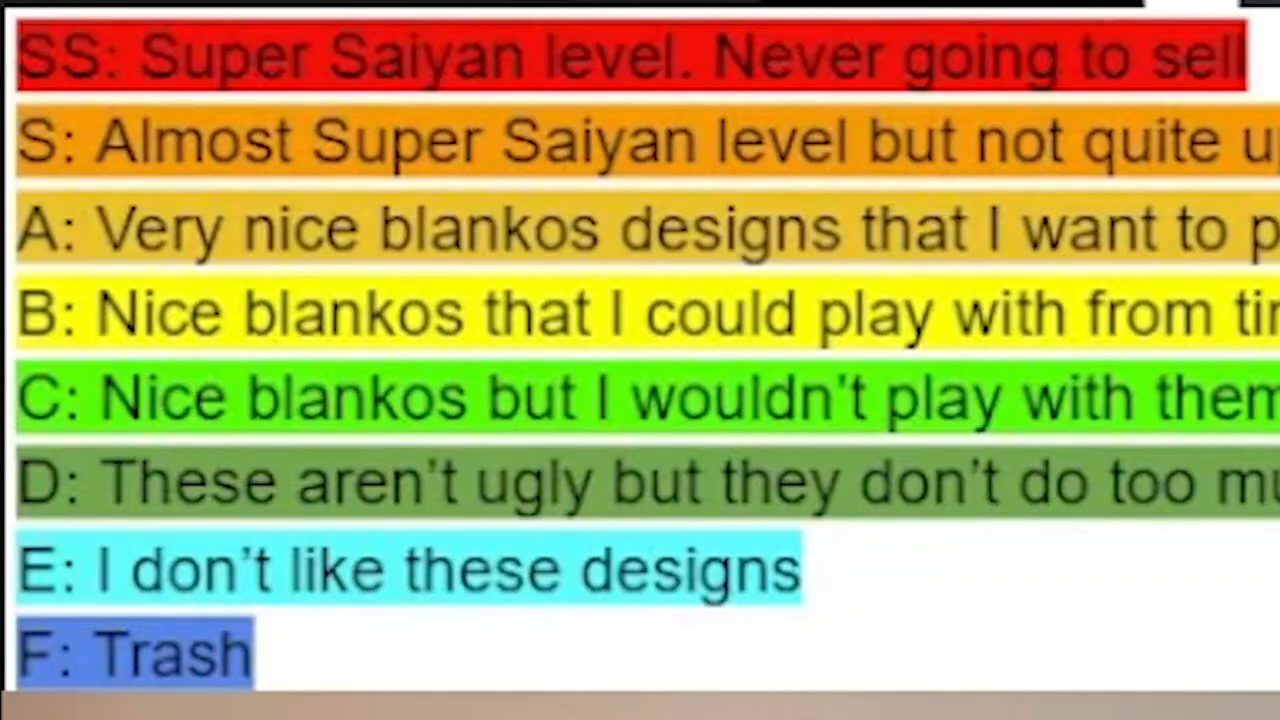 SS: Super Saiyan level. Never going to sell
S: Almost Super Saiyan level but not quite
A: Very nice blankos designs that I want to
B: Nice blankos that I could play with from
C: Nice blankos but I wouldn't play with them
D: These aren't ugly but they don't do too
E: I don't like these designs
F: Trash